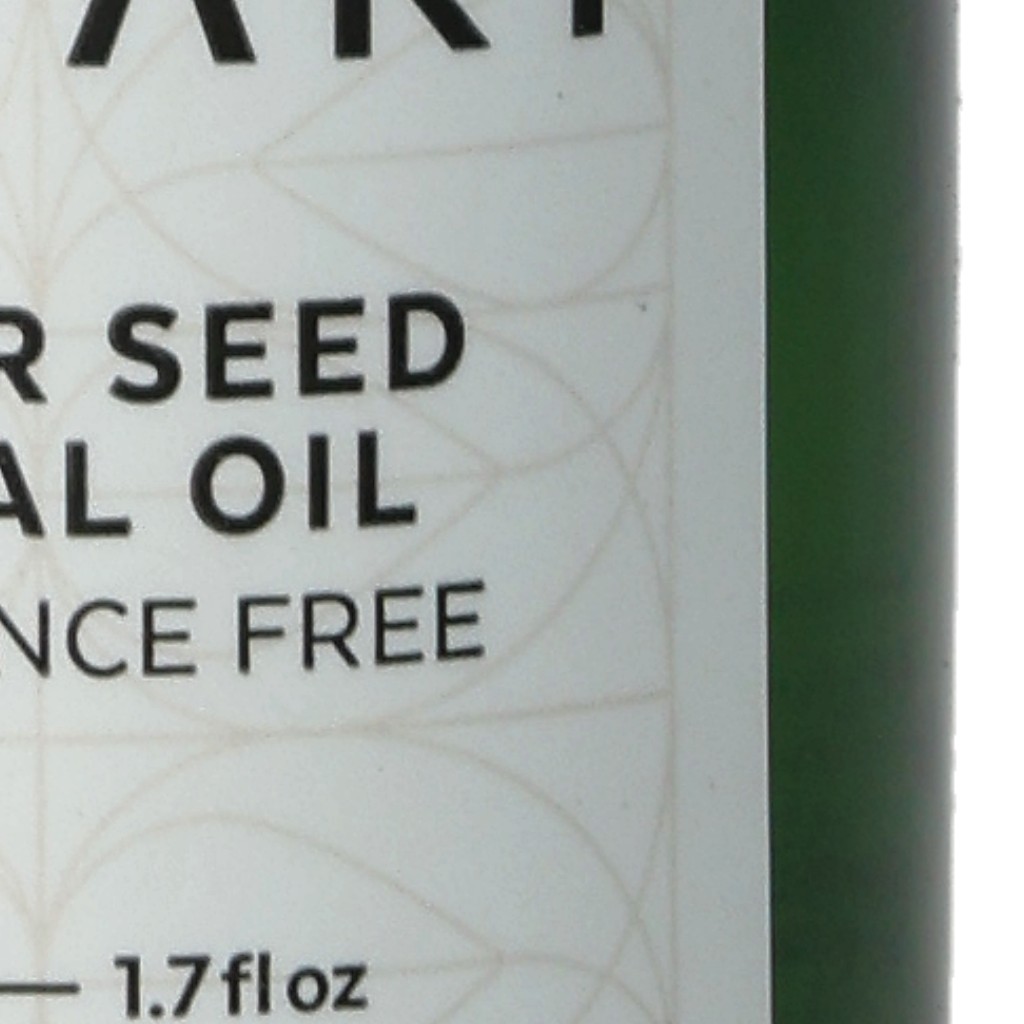 R SEED
AL OIL
NCE FREE
— 1.7 fl oz